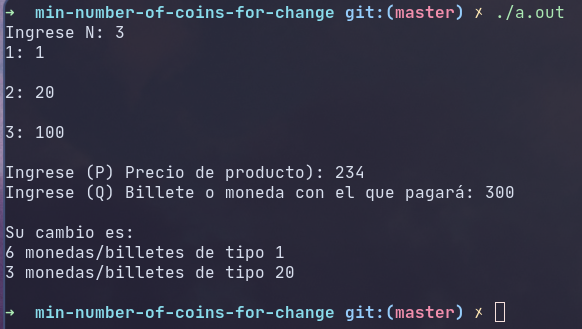 ➜  min-number-of-coins-for-change git:(master) ✗ ./a.out
Ingrese N: 3
1: 1
2: 20
3: 100
Ingrese (P) Precio de producto): 234
Ingrese (Q) Billete o moneda con el que pagará: 300
Su cambio es:
6 monedas/billetes de tipo 1
3 monedas/billetes de tipo 20
➜  min-number-of-coins-for-change git:(master) ✗